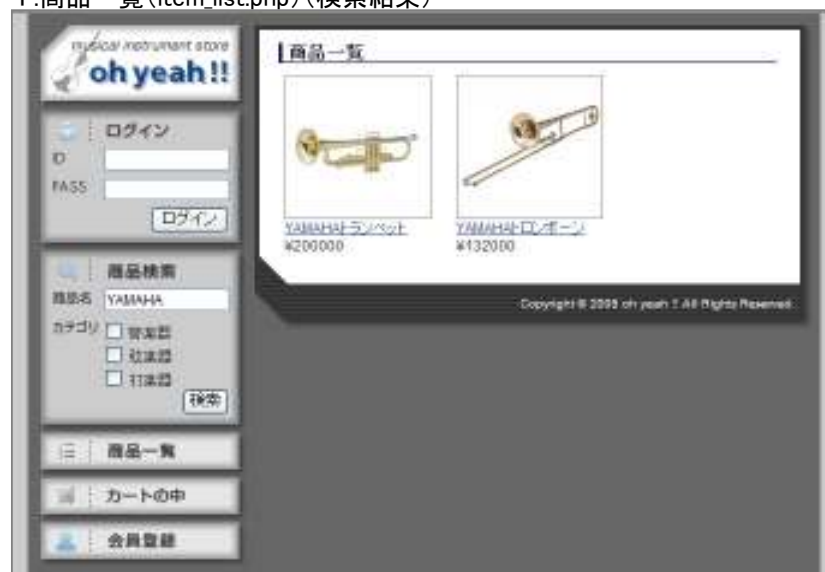 1.商品一覧(item_list.php)(検索結果)
musical instrument store
oh yeah!!
ログイン
ID
PASS
ログイン
商品検索
商品名 YAMAHA
カテゴリ
管楽器
弦楽器
打楽器
検索
商品一覧
カートの中
会員登録
商品一覧
YAMAHAトランペット
¥200000
YAMAHAトロンボーン
¥132000
Copyright © 2008 oh yeah !! All Rights Reserved.